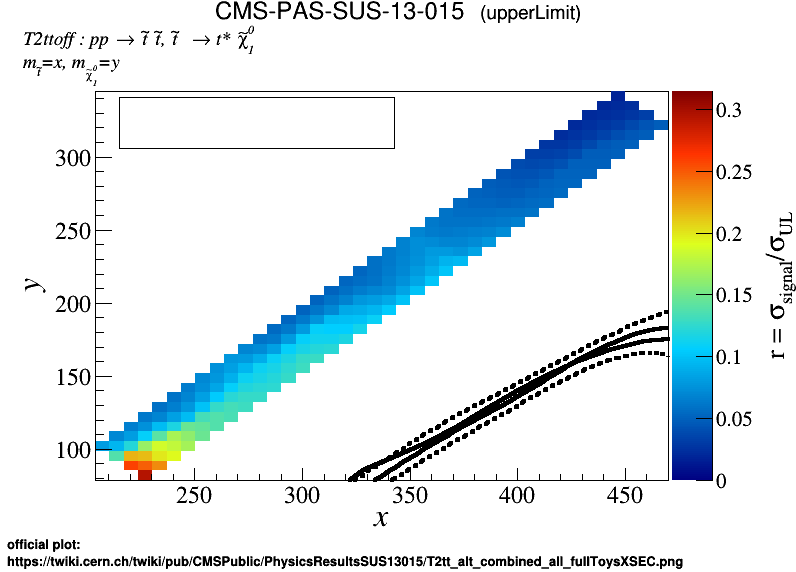 CMS-PAS-SUS-13-015 (upperLimit)
T2ttoff : pp → t̃ t̃, t̃ → t* χ̃⁰₁
m_t̃=x, m_χ̃⁰₁=y
0.3
0.25
0.2
0.15
0.1
0.05
0
r = σ_signal/σ_UL
300
250
200
150
100
y
250 300 350 400 450
x
official plot:
https://twiki.cern.ch/twiki/pub/CMSPublic/PhysicsResultsSUS13015/T2tt_alt_combined_all_fullToysXSEC.png